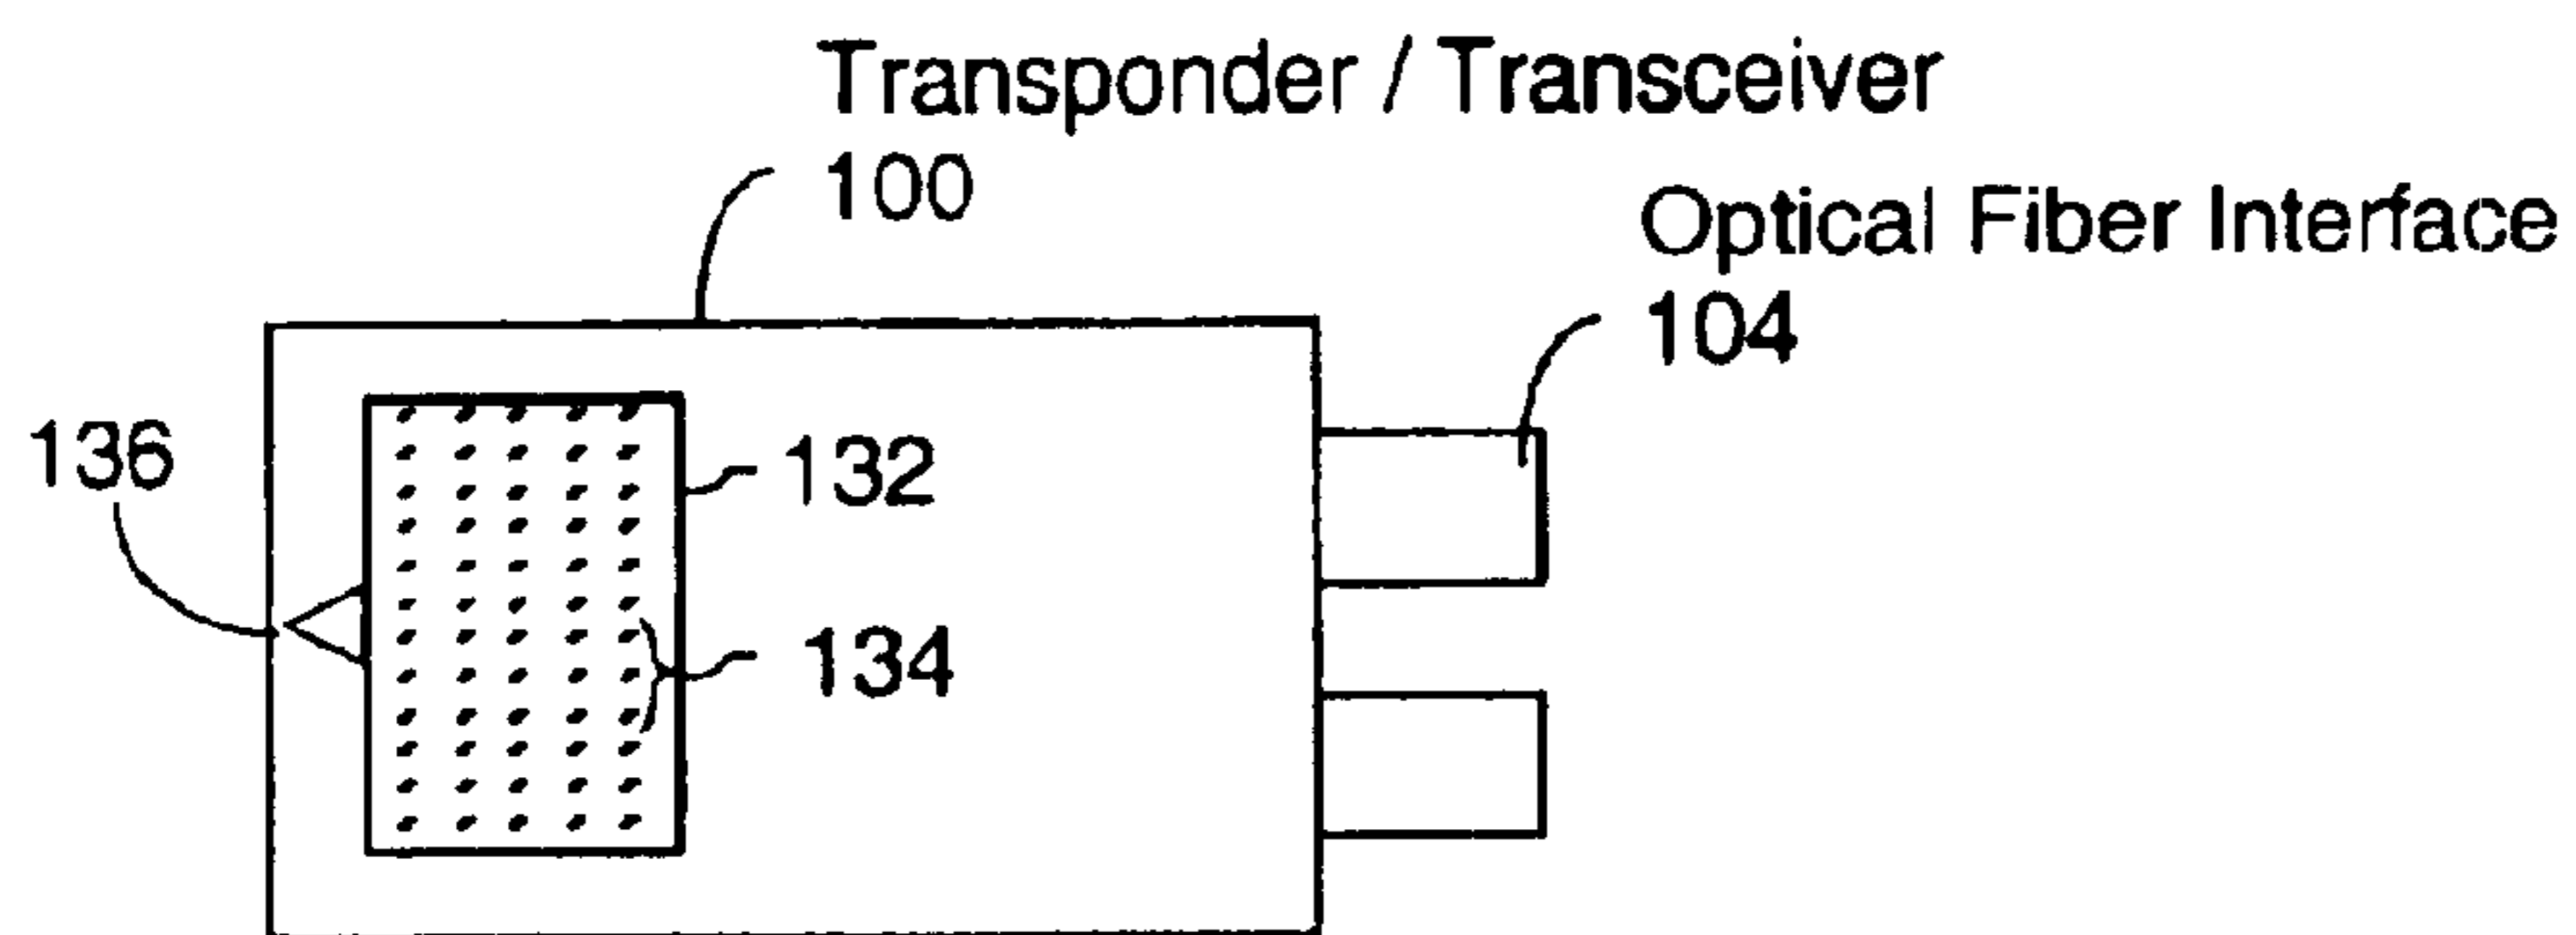 Transponder / Transceiver
100
Optical Fiber Interface
104
136
132
134